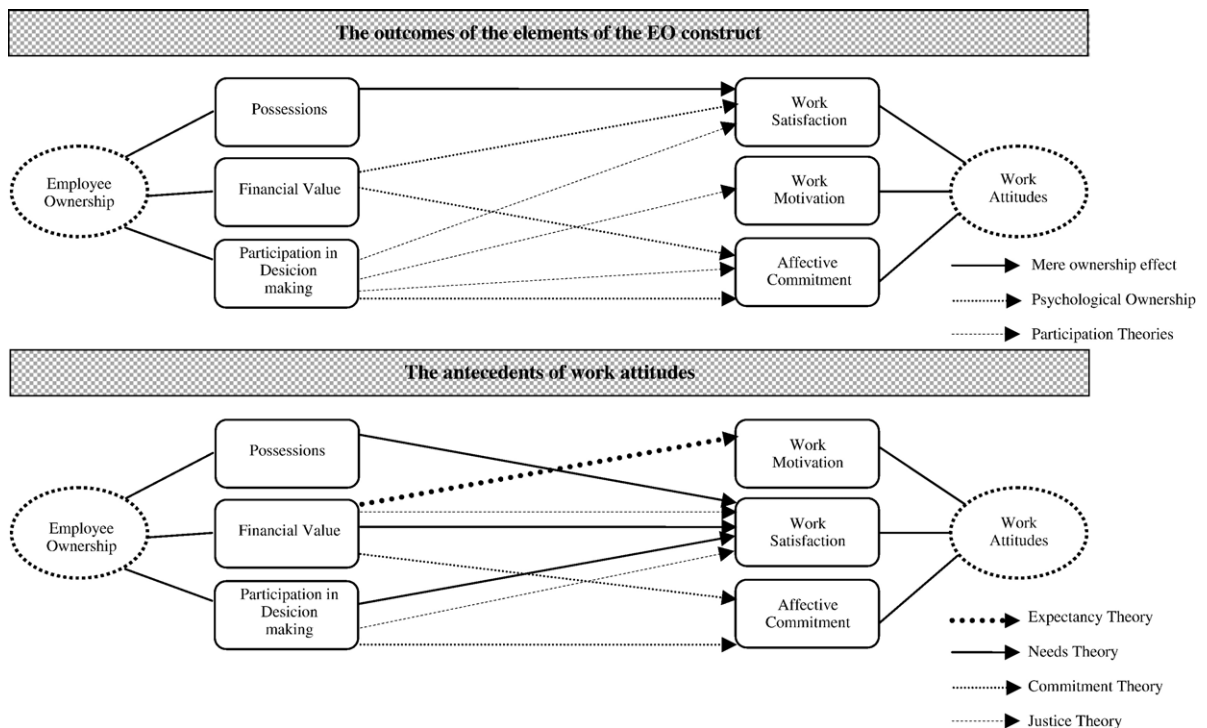 The outcomes of the elements of the EO construct
Possessions
Work
Satisfaction
Employee
Ownership
Financial Value
Work
Motivation
Work
Attitudes
Participation in
Desicion
making
Affective
Commitment
Mere ownership effect
Psychological Ownership
Participation Theories
The antecedents of work attitudes
Possessions
Work
Motivation
Employee
Ownership
Financial Value
Work
Satisfaction
Work
Attitudes
Participation in
Desicion
making
Affective
Commitment
Expectancy Theory
Needs Theory
Commitment Theory
Justice Theory